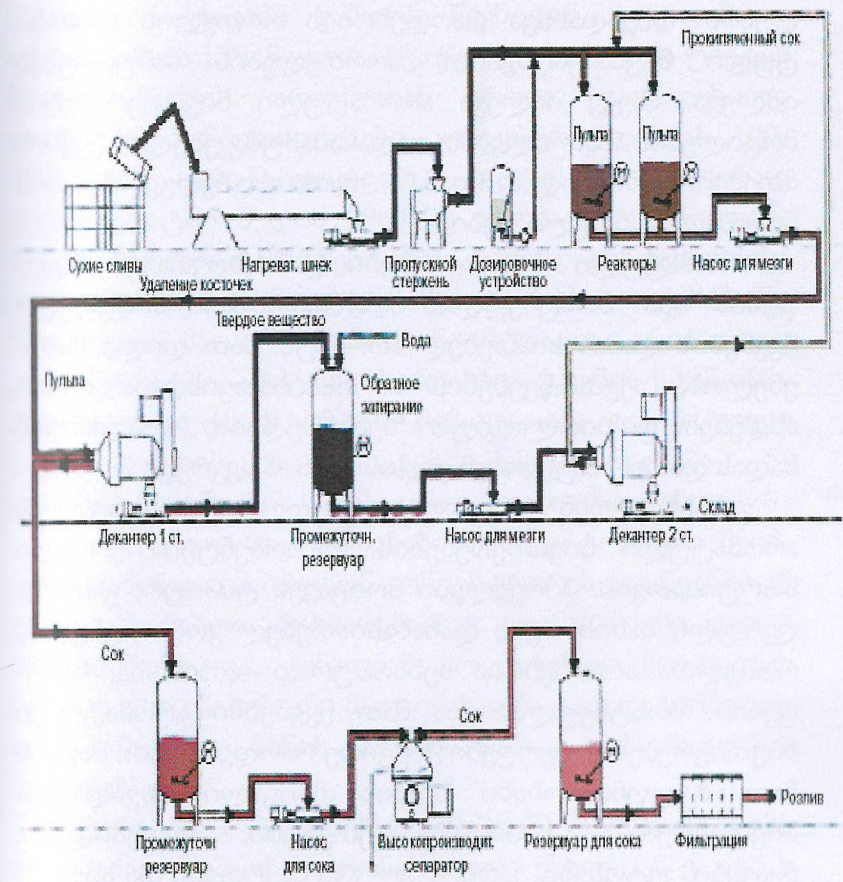 Прокипяченный сок
Пульпа
Пульпа
Сухие сливы
Удаление косточек
Нагреват. шнек
Пропускной
стержень
Дозировочное
устройство
Реакторы
Насос для мезги
Твердое вещество
Вода
Пульпа
Обратное
затирание
Склад
Декантер 1 ст.
Промежуточн.
резервуар
Насос для мезги
Декантер 2 ст.
Сок
Сок
Розлив
Промежуточн
резервуар
Насос
для сока
Высокопроизводит.
сепаратор
Резервуар для сока
Фильтрация